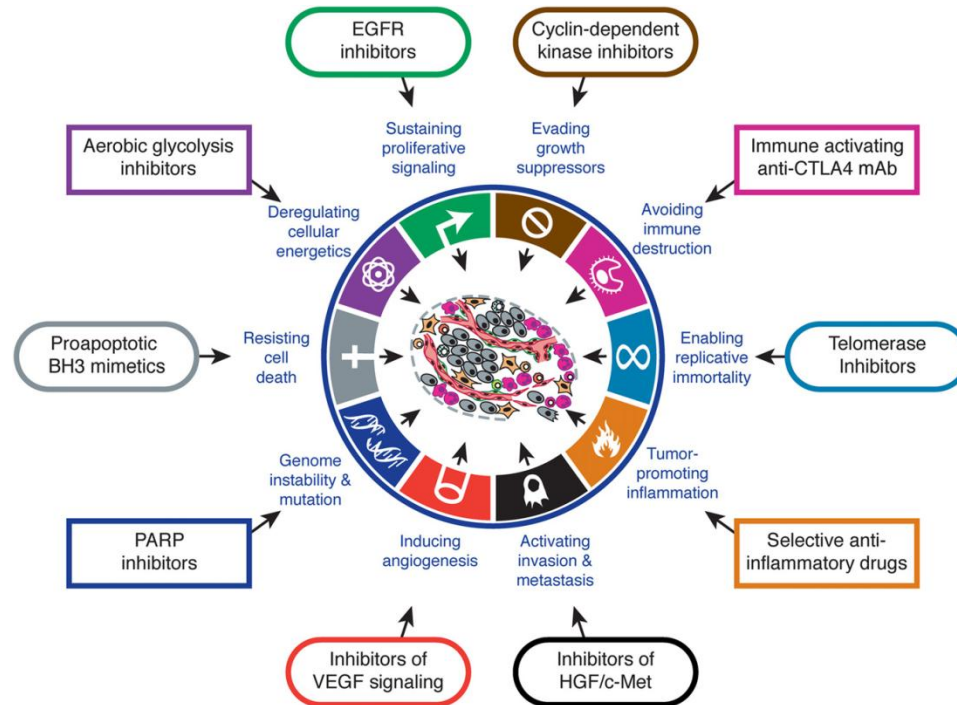 EGFR
inhibitors
Cyclin-dependent
kinase inhibitors
Sustaining
proliferative
signaling
Evading
growth
suppressors
Aerobic glycolysis
inhibitors
Immune activating
anti-CTLA4 mAb
Deregulating
cellular
energetics
Avoiding
immune
destruction
Proapoptotic
BH3 mimetics
Resisting
cell
death
Enabling
replicative
immortality
Telomerase
Inhibitors
Genome
instability &
mutation
Tumor-
promoting
inflammation
PARP
inhibitors
Inducing
angiogenesis
Activating
invasion &
metastasis
Selective anti-
inflammatory drugs
Inhibitors of
VEGF signaling
Inhibitors of
HGF/c-Met